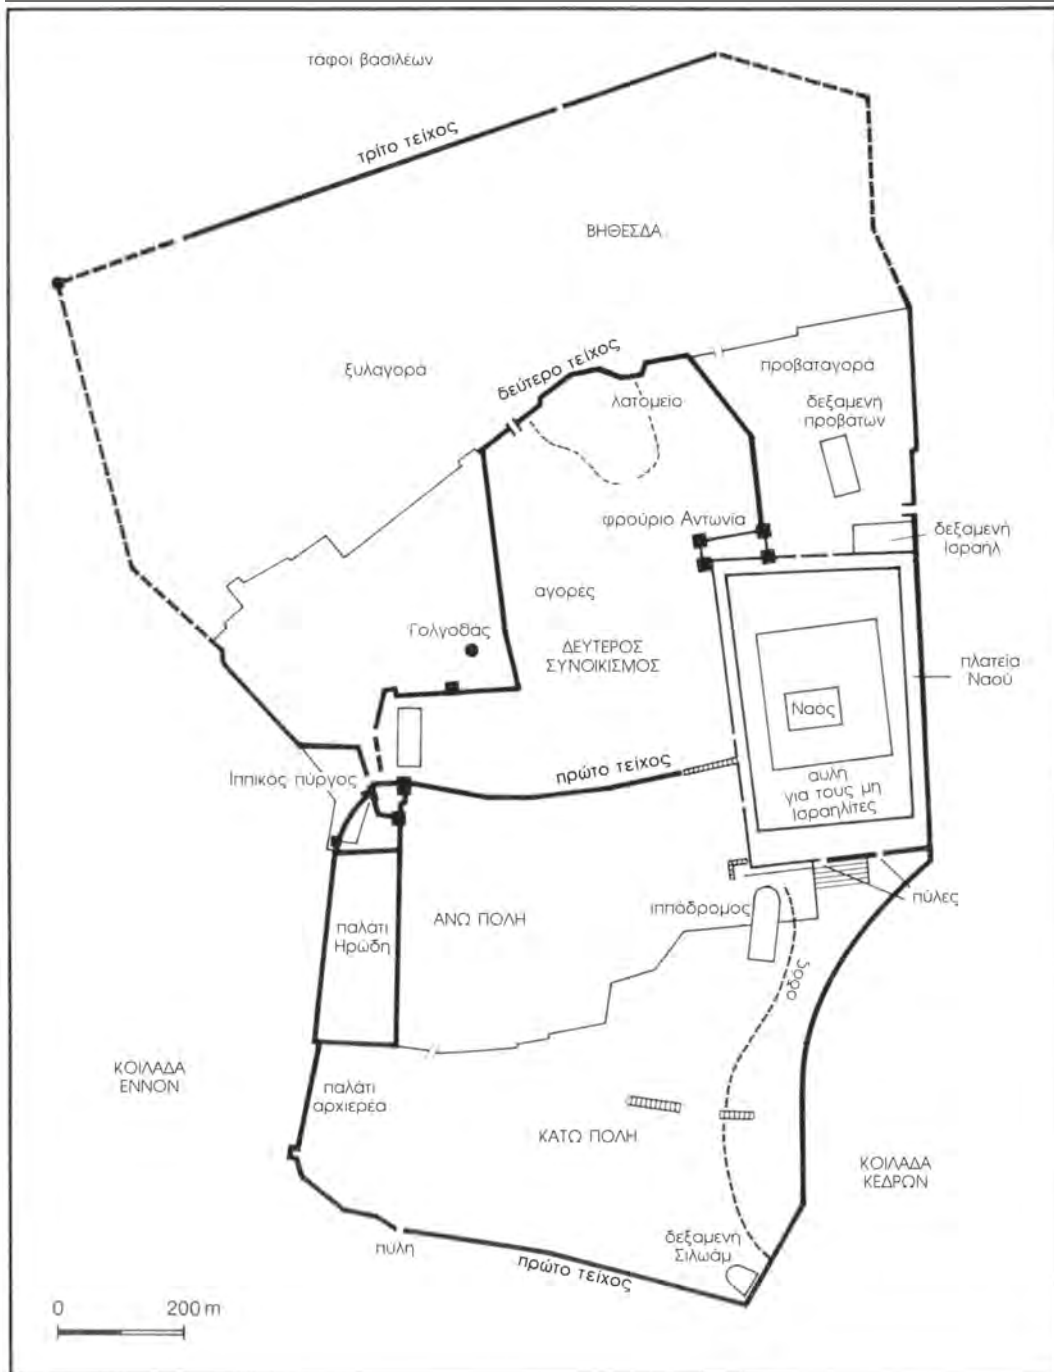 τάφοι βασιλέων
τρίτο τείχος
ΒΗΘΕΣΔΑ
ξυλαγορά
δεύτερο τείχος
προβαταγορά
λατομείο
δεξαμενή
προβάτων
φρούριο Αντωνία
δεξαμενή
Ισραήλ
αγορές
Γολγοθάς
ΔΕΥΤΕΡΟΣ
ΣΥΝΟΙΚΙΣΜΟΣ
πλατεία
Ναού
Ναός
Ιππικός πύργος
πρώτο τείχος
αυλή
για τους μη
Ισραηλίτες
πύλες
ιππόδρομος
ΑΝΩ ΠΟΛΗ
παλάτι
Ηρώδη
ΚΟΙΛΑΔΑ
ΕΝΝΟΝ
παλάτι
αρχιερέα
ΚΑΤΩ ΠΟΛΗ
ΚΟΙΛΑΔΑ
ΚΕΔΡΩΝ
πύλη
πρώτο τείχος
δεξαμενή
Σιλωάμ
0 200 m